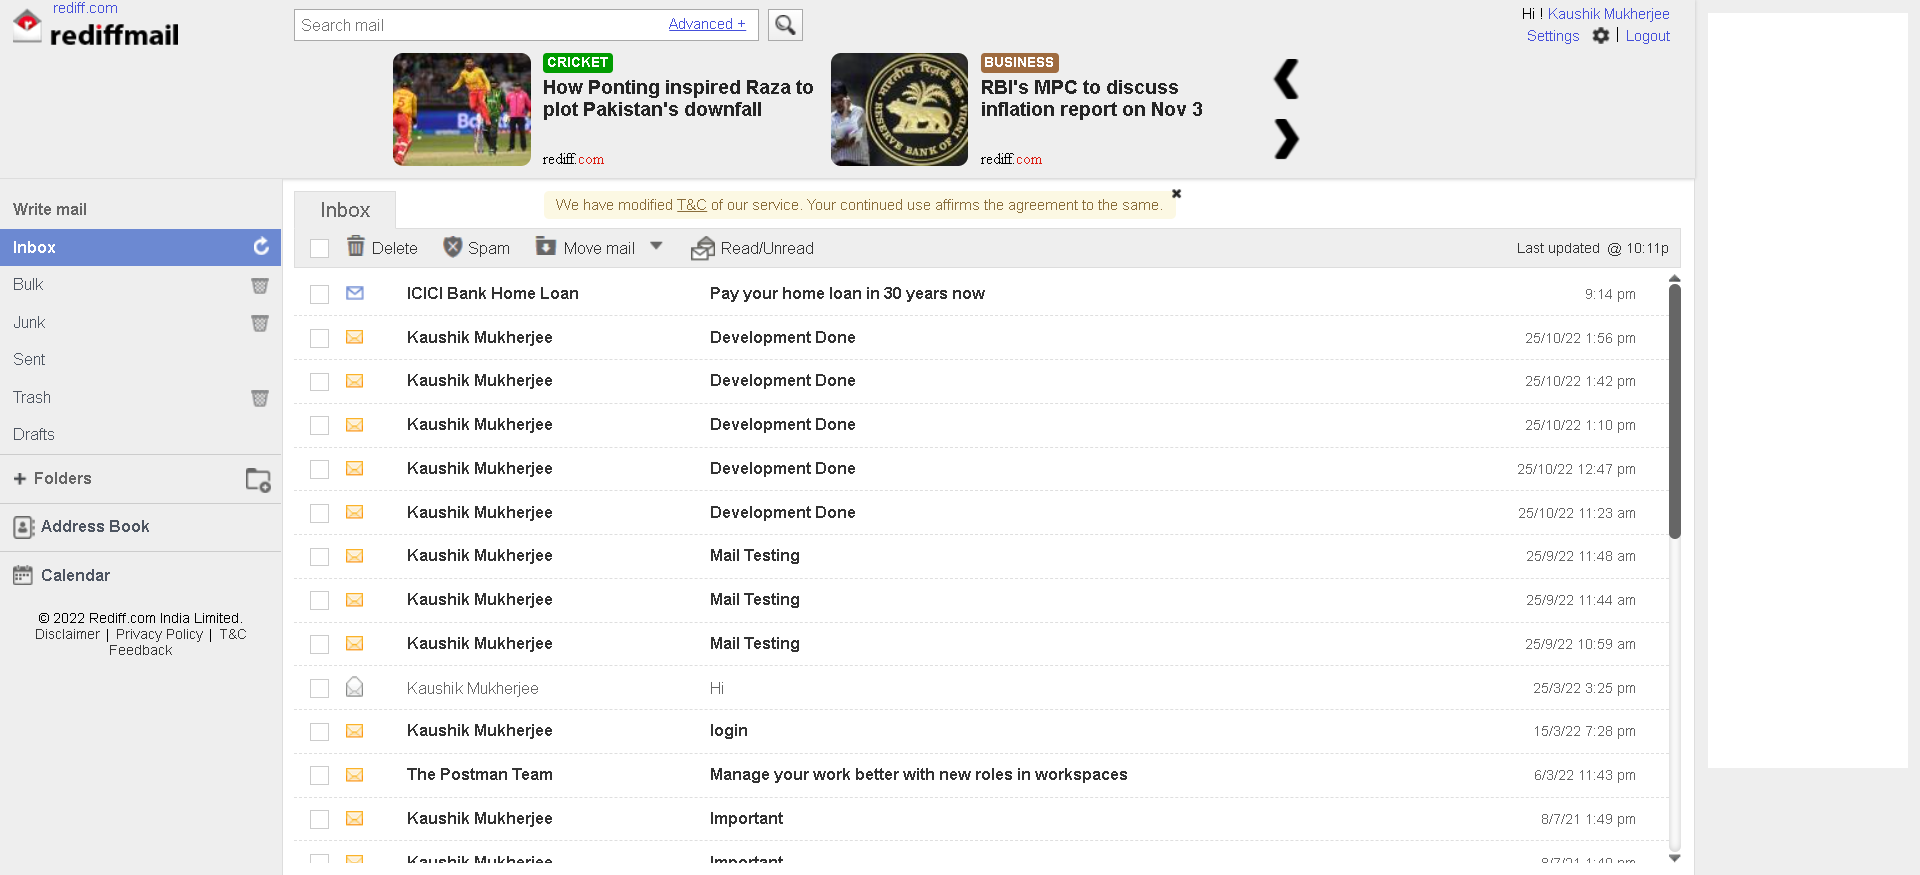 rediff.com
rediffmail
Search mail Advanced +
Hi ! Kaushik Mukherjee
Settings | Logout
CRICKET
How Ponting inspired Raza to
plot Pakistan's downfall
rediff.com
BUSINESS
RBI's MPC to discuss
inflation report on Nov 3
rediff.com
Write mail
Inbox
Bulk
Junk
Sent
Trash
Drafts
+ Folders
Address Book
Calendar
© 2022 Rediff.com India Limited.
Disclaimer | Privacy Policy | T&C
Feedback
Inbox
We have modified T&C of our service. Your continued use affirms the agreement to the same.
Delete Spam Move mail Read/Unread Last updated @ 10:11p
ICICI Bank Home Loan Pay your home loan in 30 years now 9:14 pm
Kaushik Mukherjee Development Done 25/10/22 1:56 pm
Kaushik Mukherjee Development Done 25/10/22 1:42 pm
Kaushik Mukherjee Development Done 25/10/22 1:10 pm
Kaushik Mukherjee Development Done 25/10/22 12:47 pm
Kaushik Mukherjee Development Done 25/10/22 11:23 am
Kaushik Mukherjee Mail Testing 25/9/22 11:48 am
Kaushik Mukherjee Mail Testing 25/9/22 11:44 am
Kaushik Mukherjee Mail Testing 25/9/22 10:59 am
Kaushik Mukherjee Hi 25/3/22 3:25 pm
Kaushik Mukherjee login 15/3/22 7:28 pm
The Postman Team Manage your work better with new roles in workspaces 6/3/22 11:43 pm
Kaushik Mukherjee Important 8/7/21 1:49 pm
Kaushik Mukherjee Important